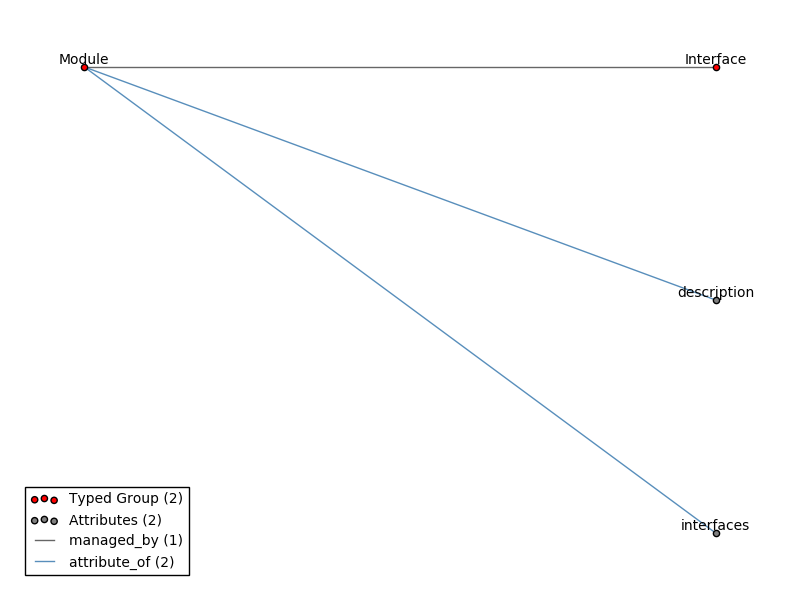 Module
Interface
description
interfaces
Typed Group (2)
Attributes (2)
managed_by (1)
attribute_of (2)